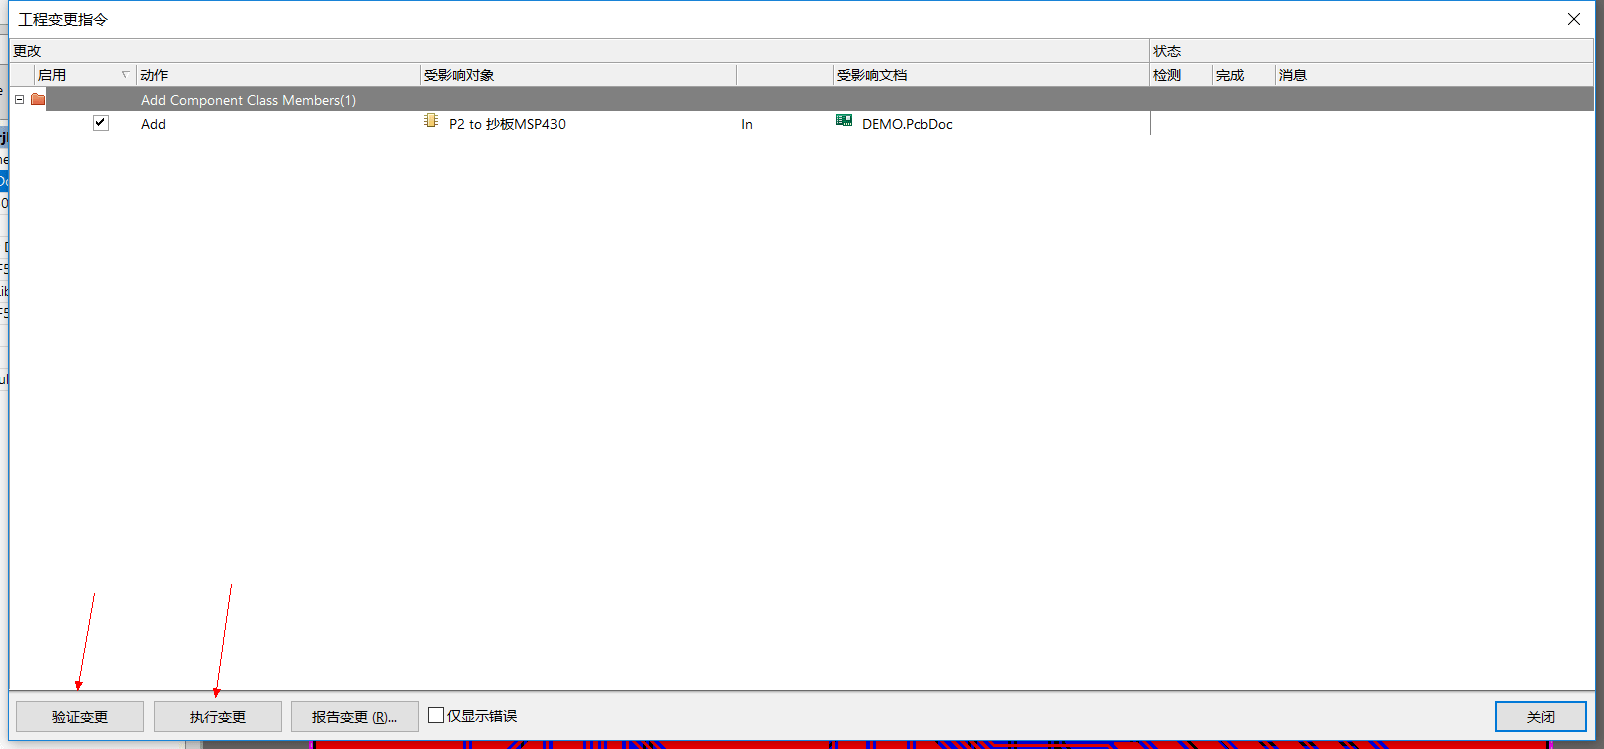 工程变更指令
更改 状态
启用 动作 受影响对象 受影响文档 检测 完成 消息
Add Component Class Members(1)
Add P2 to 抄板MSP430 In DEMO.PcbDoc
验证变更 执行变更 报告变更 (R)... 仅显示错误 关闭